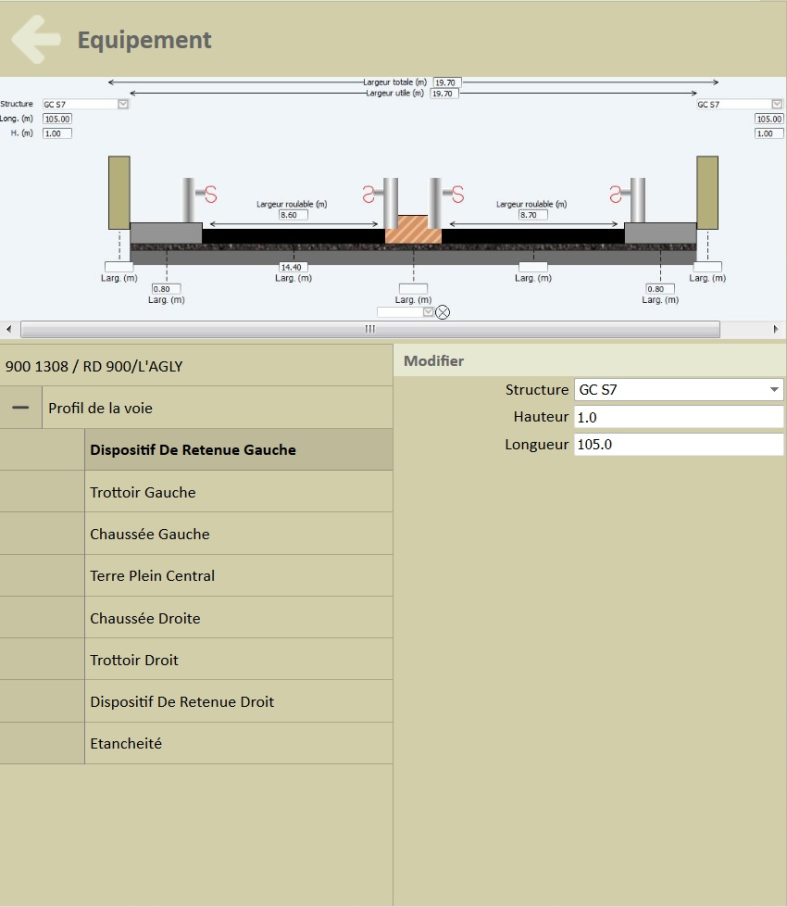 Equipement
Largeur totale (m) 19.70
Largeur utile (m) 19.70
Structure GC S7 GC S7
Long. (m) 105.00 105.00
H. (m) 1.00 1.00
Largeur roulable (m) Largeur roulable (m)
8.60 8.70
14.40
Larg. (m) Larg. (m) Larg. (m) Larg. (m)
0.80 0.80
Larg. (m) Larg. (m) Larg. (m)
900 1308 / RD 900/L'AGLY
Profil de la voie
Dispositif De Retenue Gauche
Trottoir Gauche
Chaussée Gauche
Terre Plein Central
Chaussée Droite
Trottoir Droit
Dispositif De Retenue Droit
Etancheité
Modifier
Structure GC S7
Hauteur 1.0
Longueur 105.0